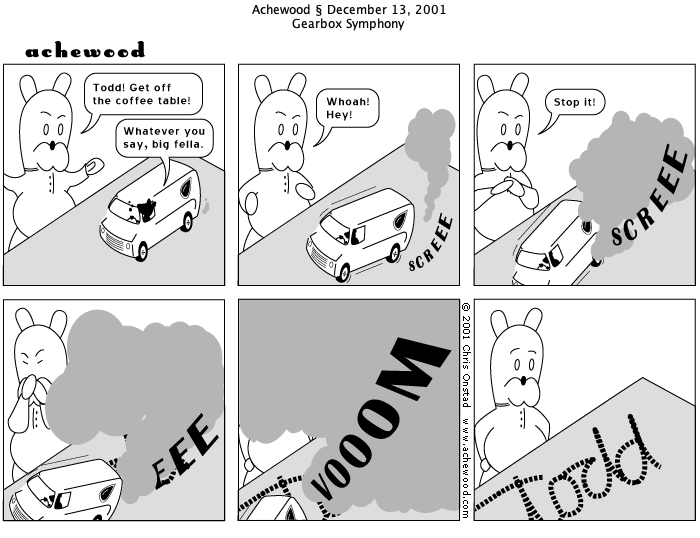 Achewood § December 13, 2001
Gearbox Symphony
achewood
Todd! Get off
the coffee table!
Whatever you
say, big fella.
Whoah!
Hey!
SCREEE
Stop it!
SCREEE
EEE
VOOOM
© 2001 Chris Onstad www.achewood.com
Todd